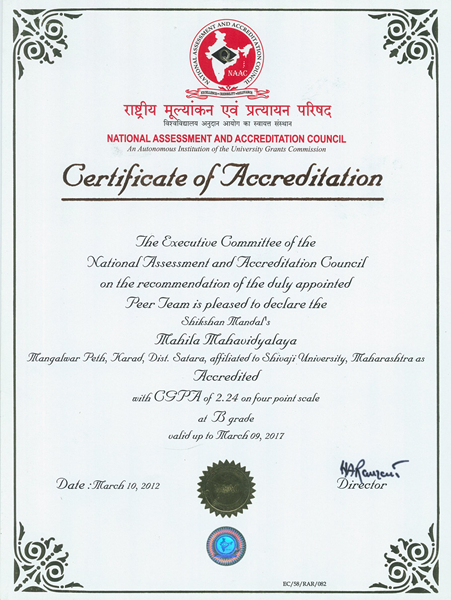 NATIONAL ASSESSMENT AND ACCREDITATION COUNCIL
NAAC
राष्ट्रीय मूल्यांकन एवं प्रत्यायन परिषद
विश्वविद्यालय अनुदान आयोग का स्वायत्त संस्थान
NATIONAL ASSESSMENT AND ACCREDITATION COUNCIL
An Autonomous Institution of the University Grants Commission
Certificate of Accreditation
The Executive Committee of the
National Assessment and Accreditation Council
on the recommendation of the duly appointed
Peer Team is pleased to declare the
Shikshan Mandal's
Mahila Mahavidyalaya
Mangalwar Peth, Karad, Dist. Satara, affiliated to Shivaji University, Maharashtra as
Accredited
with CGPA of 2.24 on four point scale
at B grade
valid up to March 09, 2017
Date : March 10, 2012
Director
EC/58/RAR/082